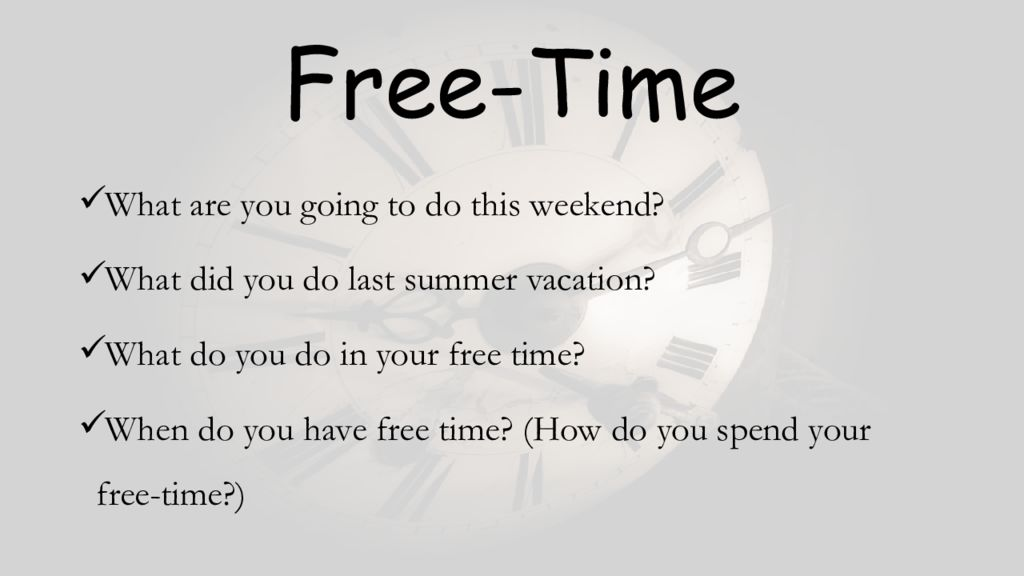 Free-Time
✓What are you going to do this weekend?
✓What did you do last summer vacation?
✓What do you do in your free time?
✓When do you have free time? (How do you spend your
free-time?)